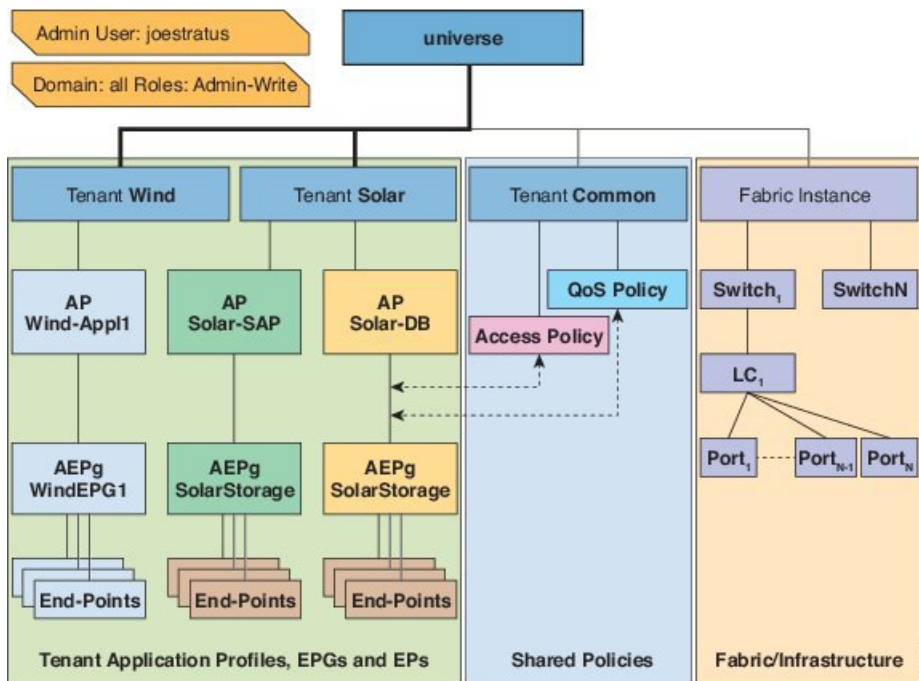 Admin User: joestratus
Domain: all Roles: Admin-Write
universe
Tenant Wind
Tenant Solar
Tenant Common
Fabric Instance
AP
Wind-Appl1
AP
Solar-SAP
AP
Solar-DB
QoS Policy
Access Policy
Switch₁
SwitchN
LC₁
AEPg
WindEPG1
AEPg
SolarStorage
AEPg
SolarStorage
Port₁
Portₙ₋₁
Portₙ
End-Points
End-Points
End-Points
Tenant Application Profiles, EPGs and EPs
Shared Policies
Fabric/Infrastructure